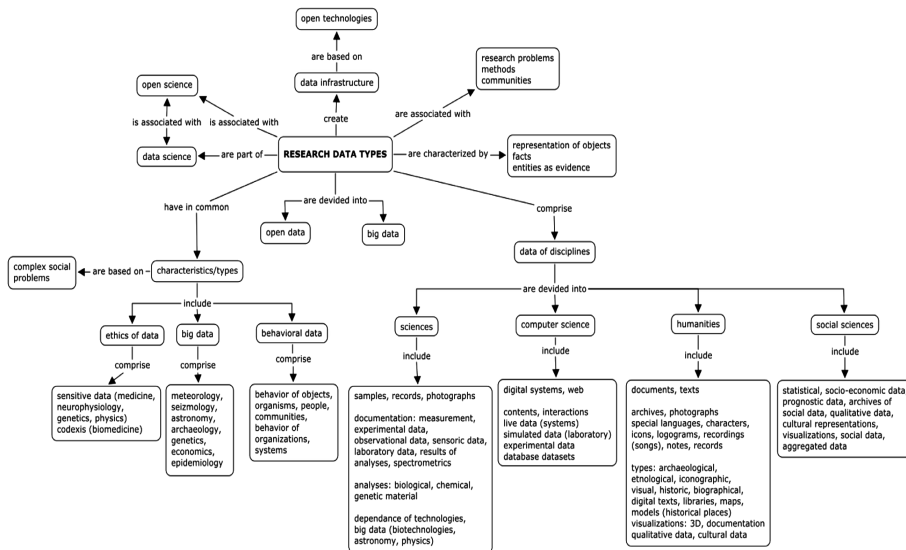 open technologies
are based on
data infrastructure
create
research problems
methods
communities
are associated with
open science
is associated with
is associated with
data science
are part of
RESEARCH DATA TYPES
are characterized by
representation of objects
facts
entities as evidence
have in common
are devided into
open data
big data
comprise
data of disciplines
complex social
problems
are based on
characteristics/types
include
ethics of data
big data
behavioral data
comprise
comprise
comprise
sensitive data (medicine,
neurophysiology,
genetics, physics)
codexis (biomedicine)
meteorology,
seizmology,
astronomy,
archaeology,
genetics,
economics,
epidemiology
behavior of objects,
organisms, people,
communities,
behavior of
organizations,
systems
are devided into
sciences
computer science
humanities
social sciences
include
include
include
include
samples, records, photographs
documentation: measurement,
experimental data,
observational data, sensoric data,
laboratory data, results of
analyses, spectrometrics
analyses: biological, chemical,
genetic material
dependance of technologies,
big data (biotechnologies,
astronomy, physics)
digital systems, web
contents, interactions
live data (systems)
simulated data (laboratory)
experimental data
database datasets
documents, texts
archives, photographs
special languages, characters,
icons, logograms, recordings
(songs), notes, records
types: archaeological,
etnological, iconographic,
visual, historic, biographical,
digital texts, libraries, maps,
models (historical places)
visualizations: 3D, documentation
qualitative data, cultural data
statistical, socio-economic data
prognostic data, archives of
social data, qualitative data,
cultural representations,
visualizations, social data,
aggregated data